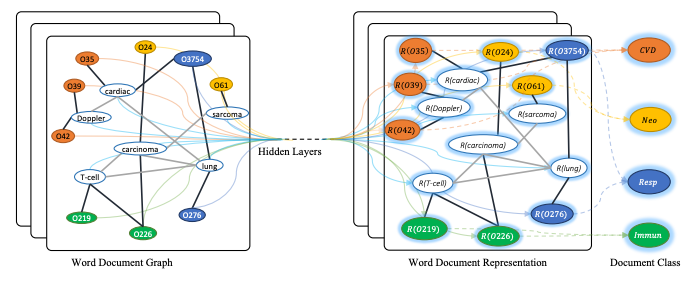 O35
O24
O3754
O39
cardiac
O61
Doppler
sarcoma
O42
carcinoma
T-cell
lung
O219
O226
O276
Word Document Graph
Hidden Layers
R(O35)
R(O24)
R(O3754)
R(O39)
R(cardiac)
R(O61)
R(Doppler)
R(sarcoma)
R(O42)
R(carcinoma)
R(T-cell)
R(lung)
R(O219)
R(O226)
R(O276)
Word Document Representation
CVD
Neo
Resp
Immun
Document Class